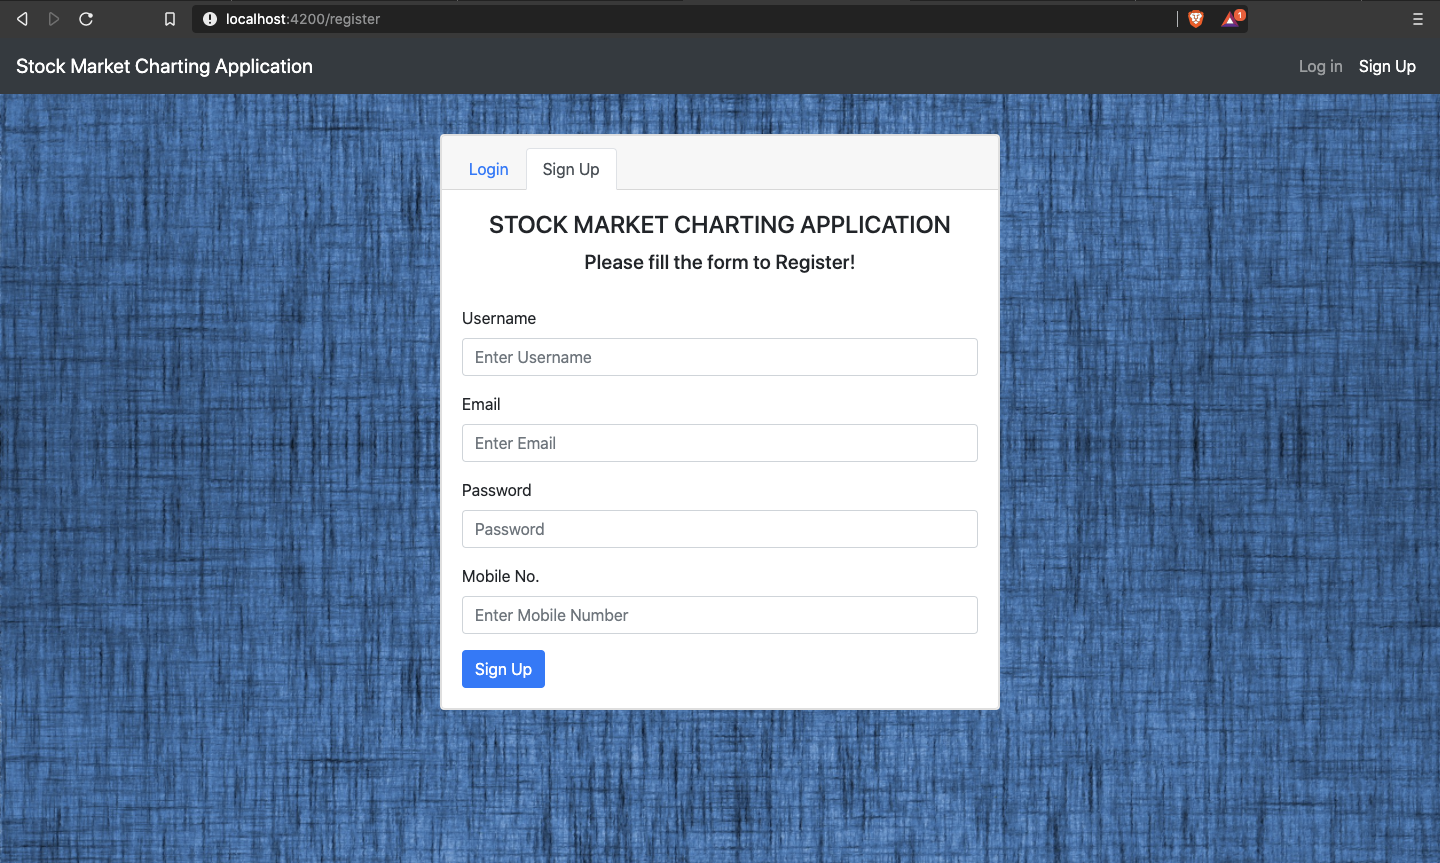 localhost:4200/register
1
Stock Market Charting Application
Log in
Sign Up
Login
Sign Up
STOCK MARKET CHARTING APPLICATION
Please fill the form to Register!
Username
Enter Username
Email
Enter Email
Password
Password
Mobile No.
Enter Mobile Number
Sign Up